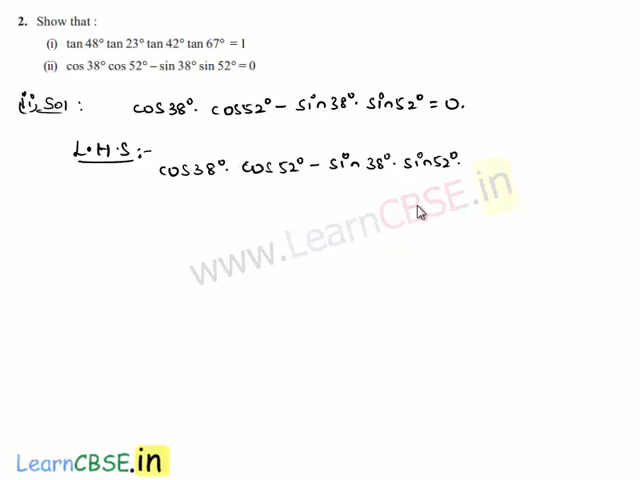 2. Show that :
(i) tan 48° tan 23° tan 42° tan 67° = 1
(ii) cos 38° cos 52° – sin 38° sin 52° = 0
(ii) Sol : cos 38°. cos 52° – sin 38°. sin 52° = 0.
L.H.S :-
cos 38°. cos 52° – sin 38°. sin 52°.
www.LearnCBSE.in
LearnCBSE.in